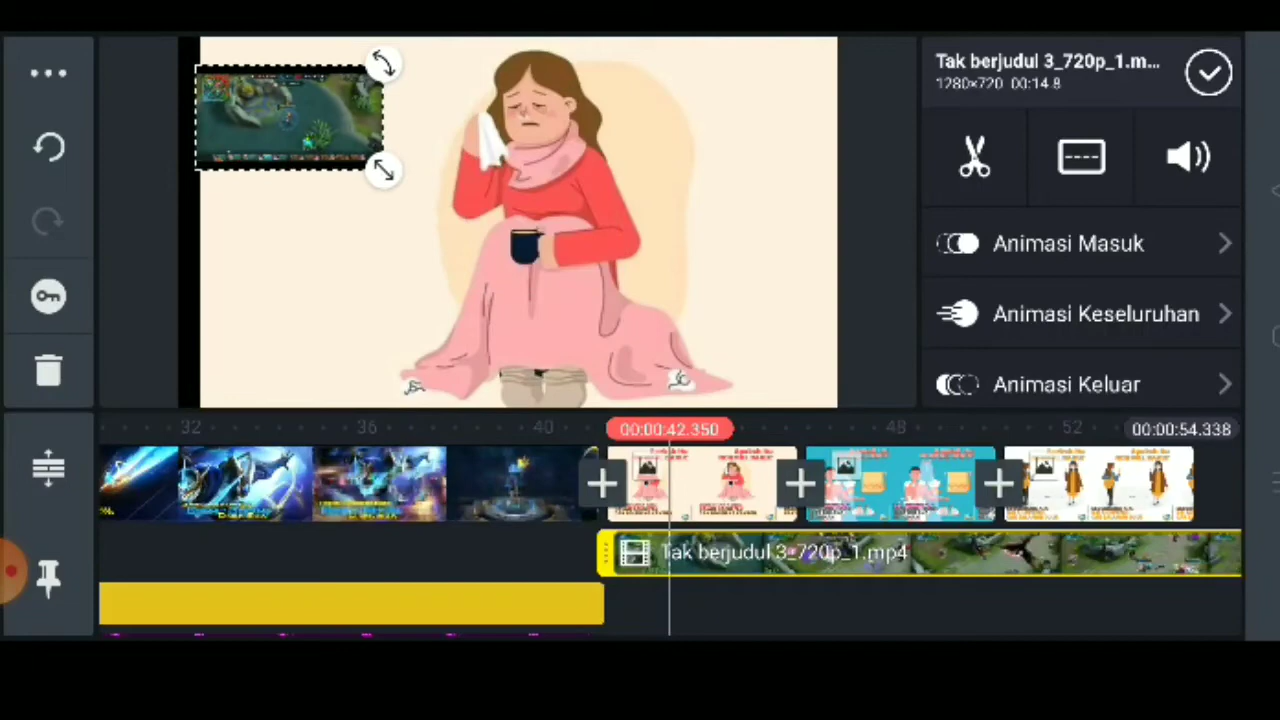 Tak berjudul 3_720p_1.m...
1280×720 00:14.8
Animasi Masuk
Animasi Keseluruhan
Animasi Keluar
32
36
40
00:00:42.350
48
52
00:00:54.338
Tak berjudul 3_720p_1.mp4